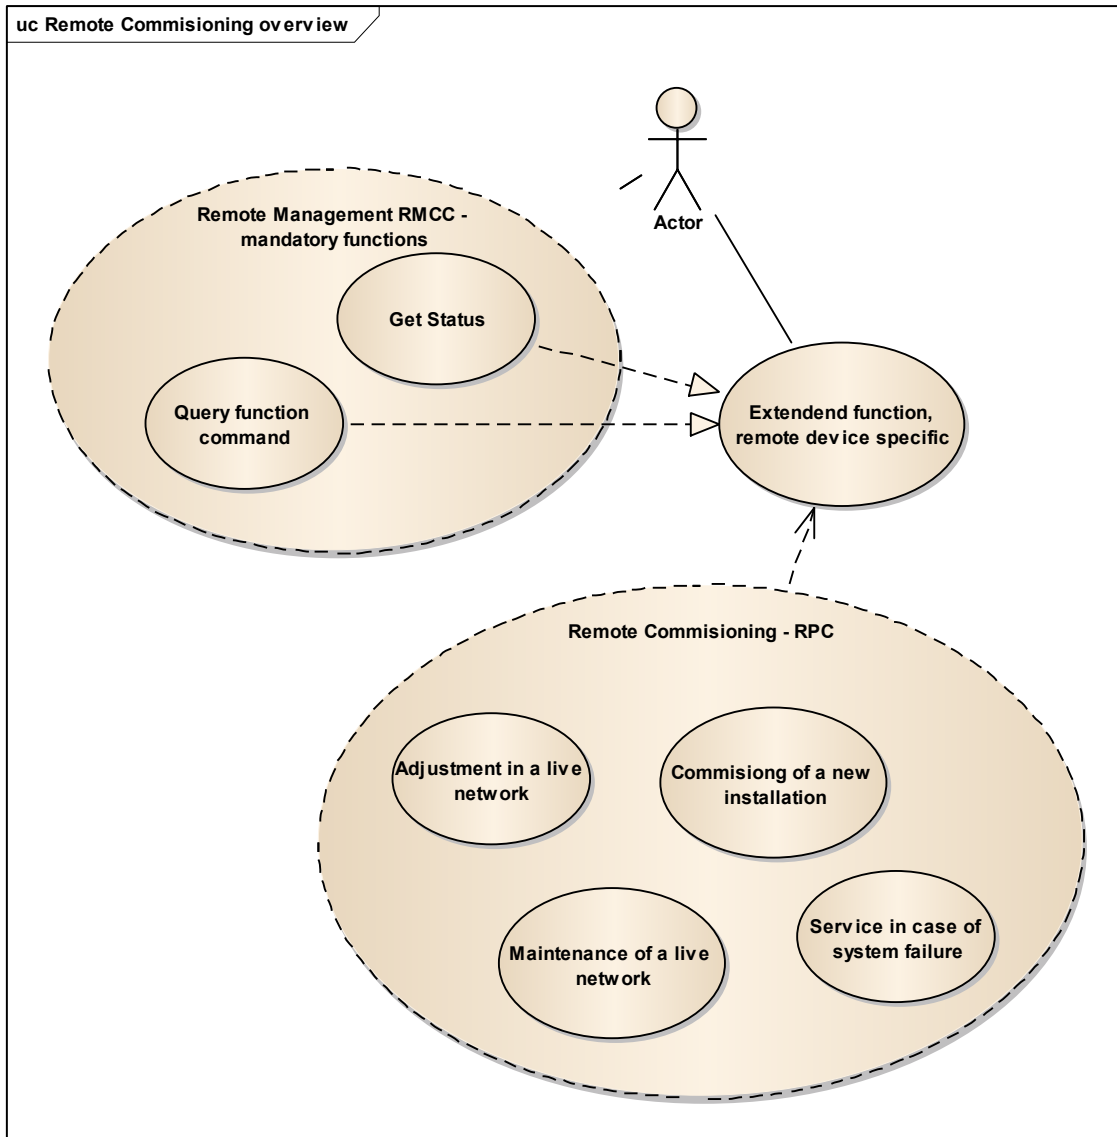 uc Remote Commisioning overview
Actor
Remote Management RMCC -
mandatory functions
Get Status
Query function
command
Extendend function,
remote device specific
Remote Commisioning - RPC
Adjustment in a live
network
Commisiong of a new
installation
Maintenance of a live
network
Service in case of
system failure